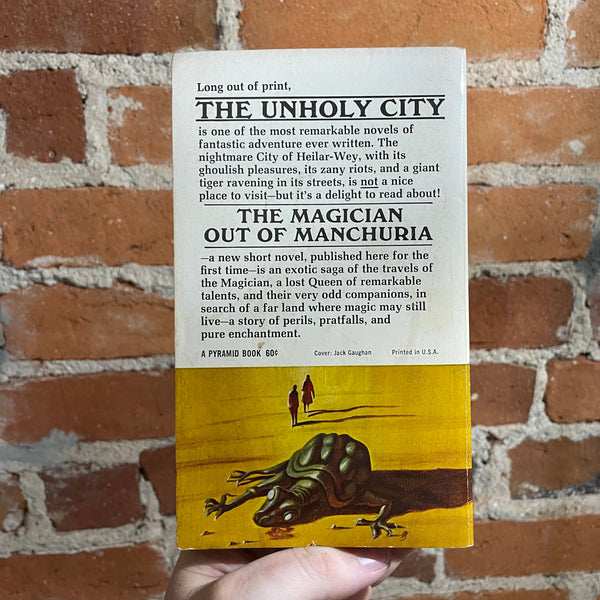 Long out of print,
THE UNHOLY CITY
is one of the most remarkable novels of
fantastic adventure ever written. The
nightmare City of Heilar-Wey, with its
ghoulish pleasures, its zany riots, and a giant
tiger ravening in its streets, is not a nice
place to visit—but it's a delight to read about!
THE MAGICIAN
OUT OF MANCHURIA
—a new short novel, published here for the
first time—is an exotic saga of the travels of
the Magician, a lost Queen of remarkable
talents, and their very odd companions, in
search of a far land where magic may still
live—a story of perils, pratfalls, and
pure enchantment.
A PYRAMID BOOK 60¢ Cover: Jack Gaughan Printed in U.S.A.